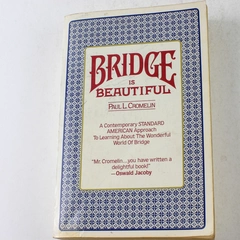 BRIDGE
IS
BEAUTIFUL
PAUL L. CROMELIN
A Contemporary STANDARD
AMERICAN Approach
To Learning About The Wonderful
World Of Bridge
"Mr. Cromelin...you have written a
delightful book!"
—Oswald Jacoby